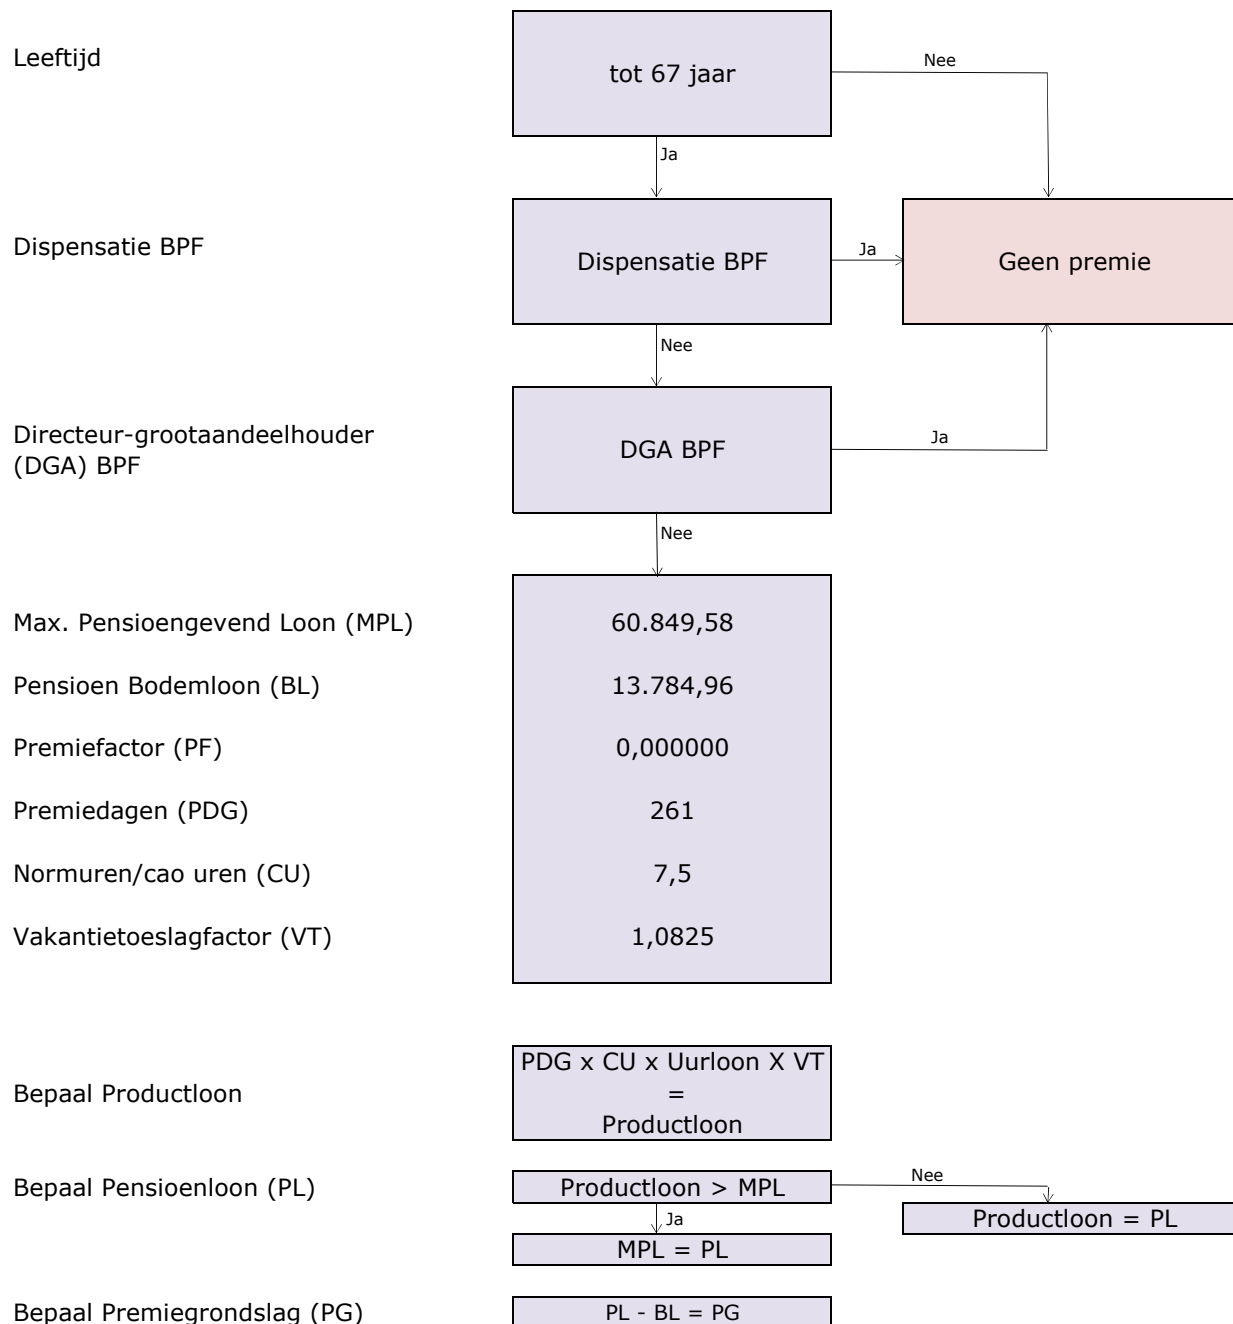 Leeftijd
tot 67 jaar
Nee
Ja
Dispensatie BPF
Dispensatie BPF
Ja
Geen premie
Nee
Directeur-grootaandeelhouder
(DGA) BPF
DGA BPF
Ja
Nee
Max. Pensioengevend Loon (MPL)
60.849,58
Pensioen Bodemloon (BL)
13.784,96
Premiefactor (PF)
0,000000
Premiedagen (PDG)
261
Normuren/cao uren (CU)
7,5
Vakantietoeslagfactor (VT)
1,0825
Bepaal Productloon
PDG x CU x Uurloon X VT
=
Productloon
Bepaal Pensioenloon (PL)
Productloon > MPL
Nee
Productloon = PL
Ja
MPL = PL
Bepaal Premiegrondslag (PG)
PL - BL = PG